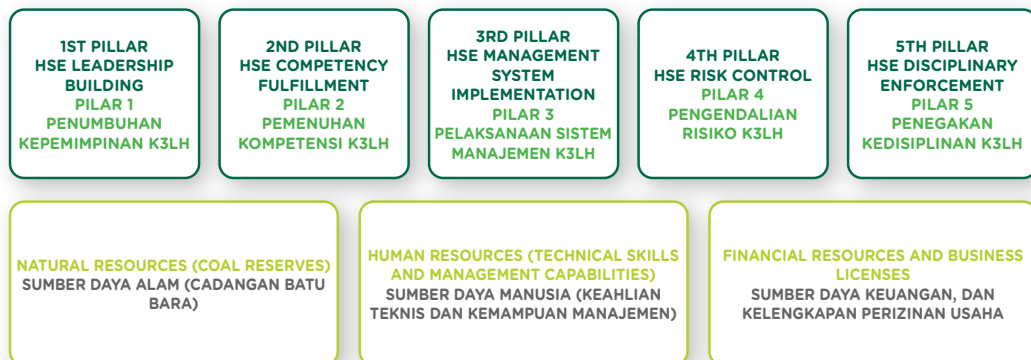 1ST PILLAR
HSE LEADERSHIP
BUILDING
PILAR 1
PENUMBUHAN
KEPEMIMPINAN K3LH
2ND PILLAR
HSE COMPETENCY
FULFILLMENT
PILAR 2
PEMENUHAN
KOMPETENSI K3LH
3RD PILLAR
HSE MANAGEMENT
SYSTEM
IMPLEMENTATION
PILAR 3
PELAKSANAAN SISTEM
MANAJEMEN K3LH
4TH PILLAR
HSE RISK CONTROL
PILAR 4
PENGENDALIAN
RISIKO K3LH
5TH PILLAR
HSE DISCIPLINARY
ENFORCEMENT
PILAR 5
PENEGAKAN
KEDISIPLINAN K3LH
NATURAL RESOURCES (COAL RESERVES)
SUMBER DAYA ALAM (CADANGAN BATU
BARA)
HUMAN RESOURCES (TECHNICAL SKILLS
AND MANAGEMENT CAPABILITIES)
SUMBER DAYA MANUSIA (KEAHLIAN
TEKNIS DAN KEMAMPUAN MANAJEMEN)
FINANCIAL RESOURCES AND BUSINESS
LICENSES
SUMBER DAYA KEUANGAN, DAN
KELENGKAPAN PERIZINAN USAHA